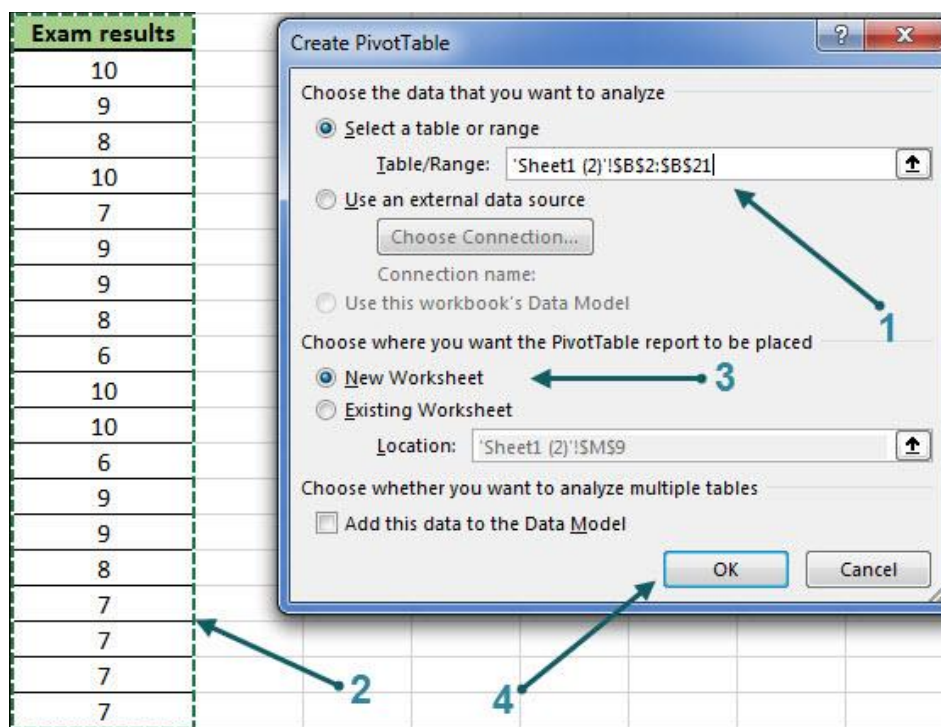 Exam results
10
9
8
10
7
9
9
8
6
10
10
6
9
9
8
7
7
7
7
Create PivotTable
Choose the data that you want to analyze
Select a table or range
Table/Range: 'Sheet1 (2)'!$B$2:$B$21
Use an external data source
Choose Connection...
Connection name:
Use this workbook's Data Model
Choose where you want the PivotTable report to be placed
New Worksheet
Existing Worksheet
Location: 'Sheet1 (2)'!$M$9
Choose whether you want to analyze multiple tables
Add this data to the Data Model
OK Cancel
1
3
2
4